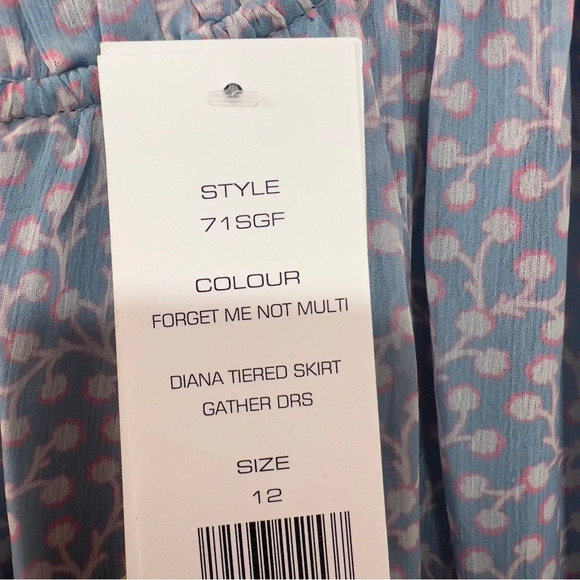 STYLE
71SGF
COLOUR
FORGET ME NOT MULTI
DIANA TIERED SKIRT
GATHER DRS
SIZE
12